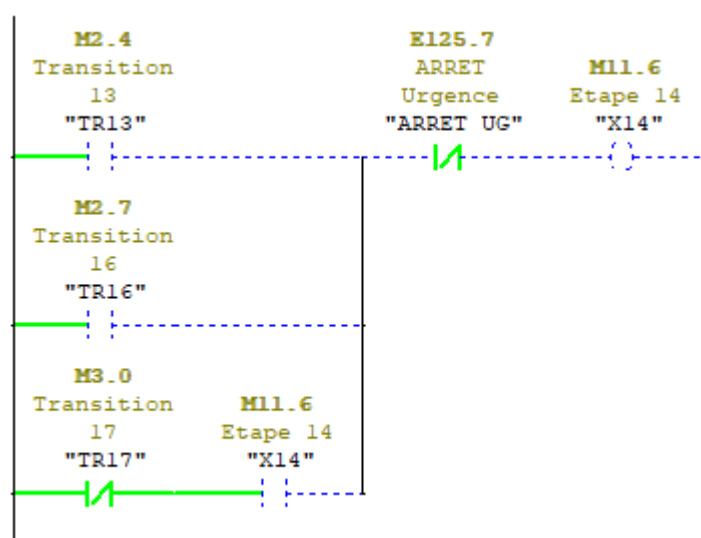 M2.4
Transition
13
"TR13"
E125.7
ARRET
Urgence
"ARRET UG"
M11.6
Etape 14
"X14"
M2.7
Transition
16
"TR16"
M3.0
Transition
17
"TR17"
M11.6
Etape 14
"X14"